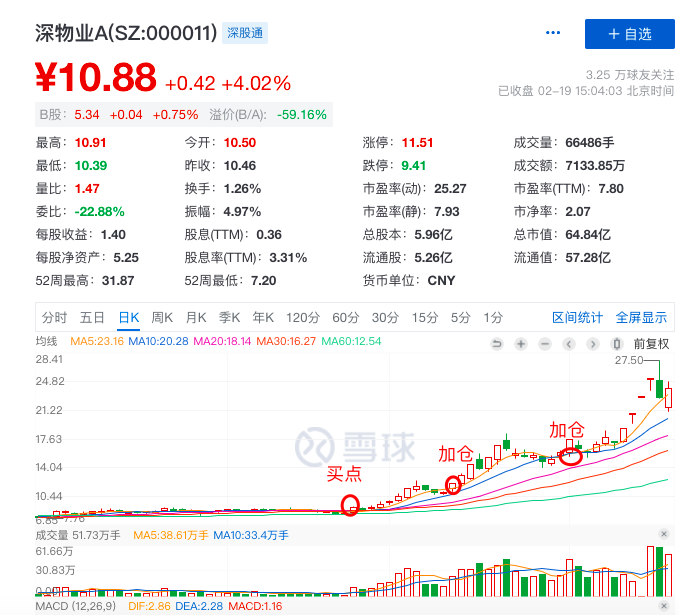 深物业A(SZ:000011) 深股通 ••• + 自选
¥10.88 +0.42 +4.02%
3.25 万球友关注
已收盘 02-19 15:04:03 北京时间
B股: 5.34 +0.04 +0.75% 溢价(B/A): -59.16%
最高: 10.91 今开: 10.50 涨停: 11.51 成交量: 66486手
最低: 10.39 昨收: 10.46 跌停: 9.41 成交额: 7133.85万
量比: 1.47 换手: 1.26% 市盈率(动): 25.27 市盈率(TTM): 7.80
委比: -22.88% 振幅: 4.97% 市盈率(静): 7.93 市净率: 2.07
每股收益: 1.40 股息(TTM): 0.36 总股本: 5.96亿 总市值: 64.84亿
每股净资产: 5.25 股息率(TTM): 3.31% 流通股: 5.26亿 流通值: 57.28亿
52周最高: 31.87 52周最低: 7.20 货币单位: CNY
分时 五日 日K 周K 月K 季K 年K 120分 60分 30分 15分 5分 1分 区间统计 全屏显示
均线 MA5:23.16 MA10:20.28 MA20:18.14 MA30:16.27 MA60:12.54 前复权
28.41
27.50
24.82
21.22
17.63
加仓
雪球
加仓
14.04
买点
10.44
6.85
7.76
成交量 51.73万手 MA5:38.61万手 MA10:33.4万手
61.66万
30.83万
MACD (12,26,9) DIF:2.86 DEA:2.28 MACD:1.16